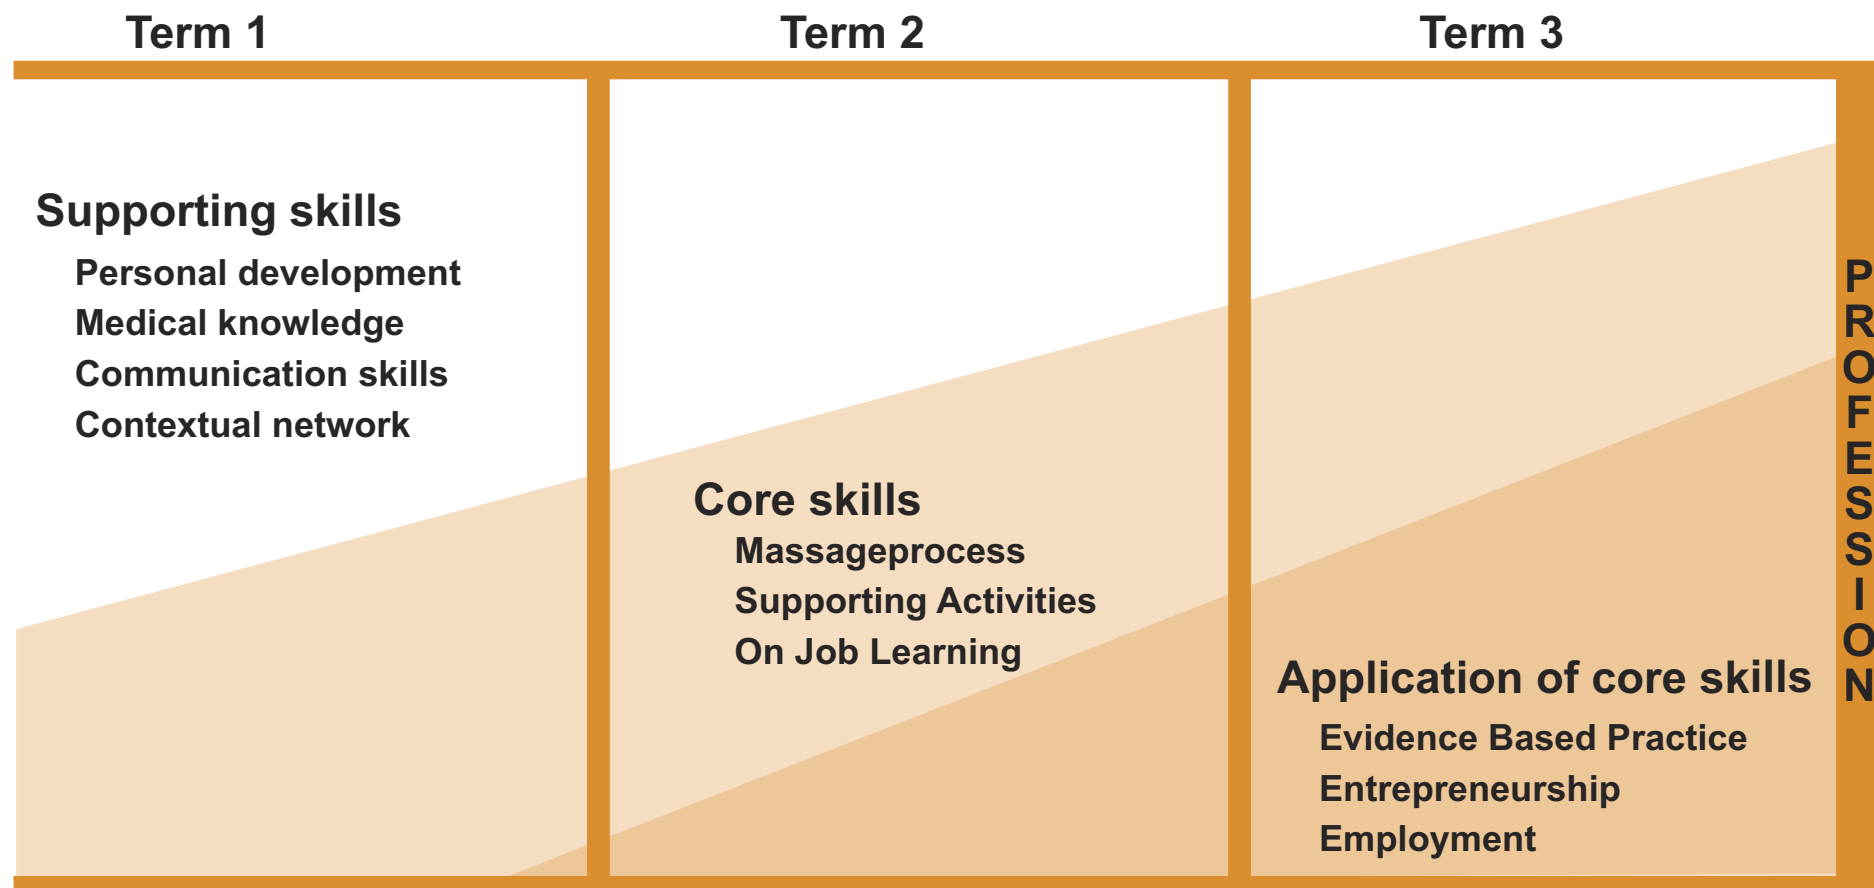 Term 1
Term 2
Term 3
Supporting skills
Personal development
Medical knowledge
Communication skills
Contextual network
Core skills
Massageprocess
Supporting Activities
On Job Learning
Application of core skills
Evidence Based Practice
Entrepreneurship
Employment
PROFESSION